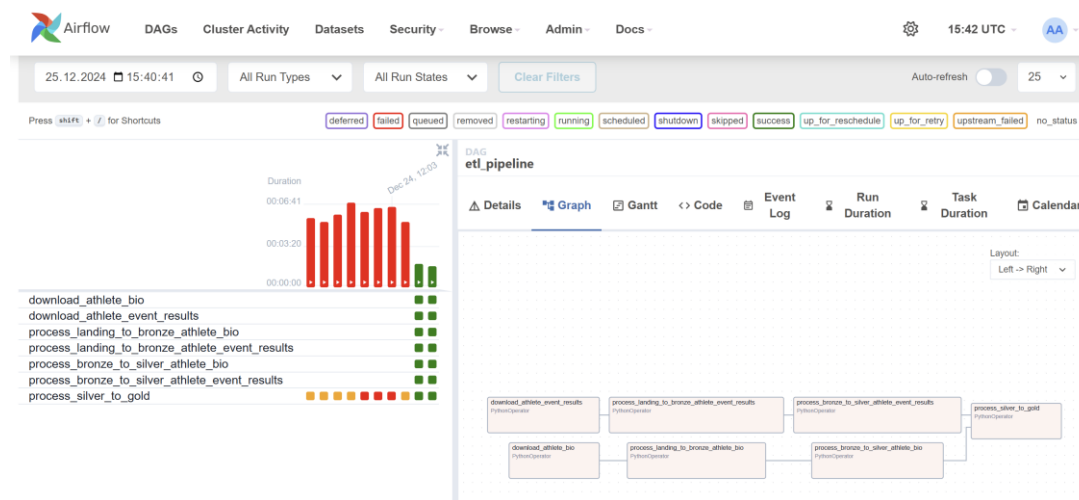 Airflow DAGs Cluster Activity Datasets Security Browse Admin Docs 15:42 UTC AA
25.12.2024 15:40:41 All Run Types All Run States Clear Filters Auto-refresh 25
Press shift + / for Shortcuts deferred failed queued removed restarting running scheduled shutdown skipped success up_for_reschedule up_for_retry upstream_failed no_status
DAG
etl_pipeline
Dec 24, 12:03
Duration
00:06:41
00:03:20
00:00:00
Details Graph Gantt <> Code Event Log Run Duration Task Duration Calendar
Layout:
Left -> Right
download_athlete_bio
download_athlete_event_results
process_landing_to_bronze_athlete_bio
process_landing_to_bronze_athlete_event_results
process_bronze_to_silver_athlete_bio
process_bronze_to_silver_athlete_event_results
process_silver_to_gold
download_athlete_event_results
PythonOperator
process_landing_to_bronze_athlete_event_results
PythonOperator
process_bronze_to_silver_athlete_event_results
PythonOperator
process_silver_to_gold
PythonOperator
download_athlete_bio
PythonOperator
process_landing_to_bronze_athlete_bio
PythonOperator
process_bronze_to_silver_athlete_bio
PythonOperator